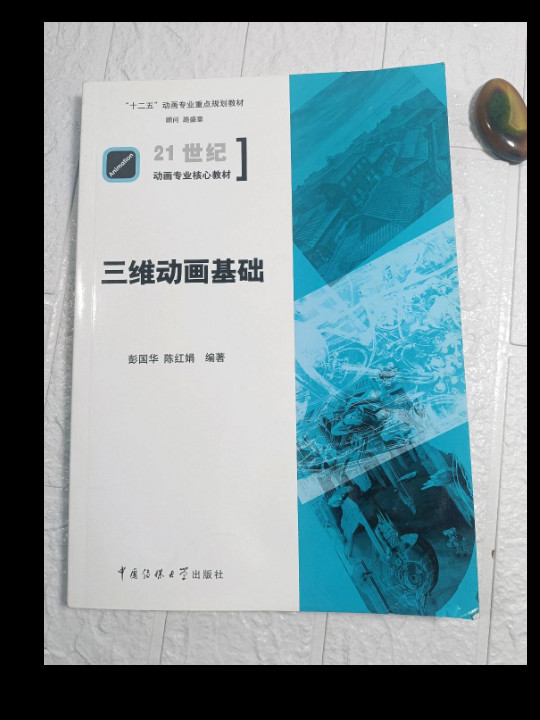 “十二五”动画专业重点规划教材
顾问 路盛章
Animation
21 世纪
动画专业核心教材
三维动画基础
彭国华 陈红娟 编著
中国传媒大学出版社